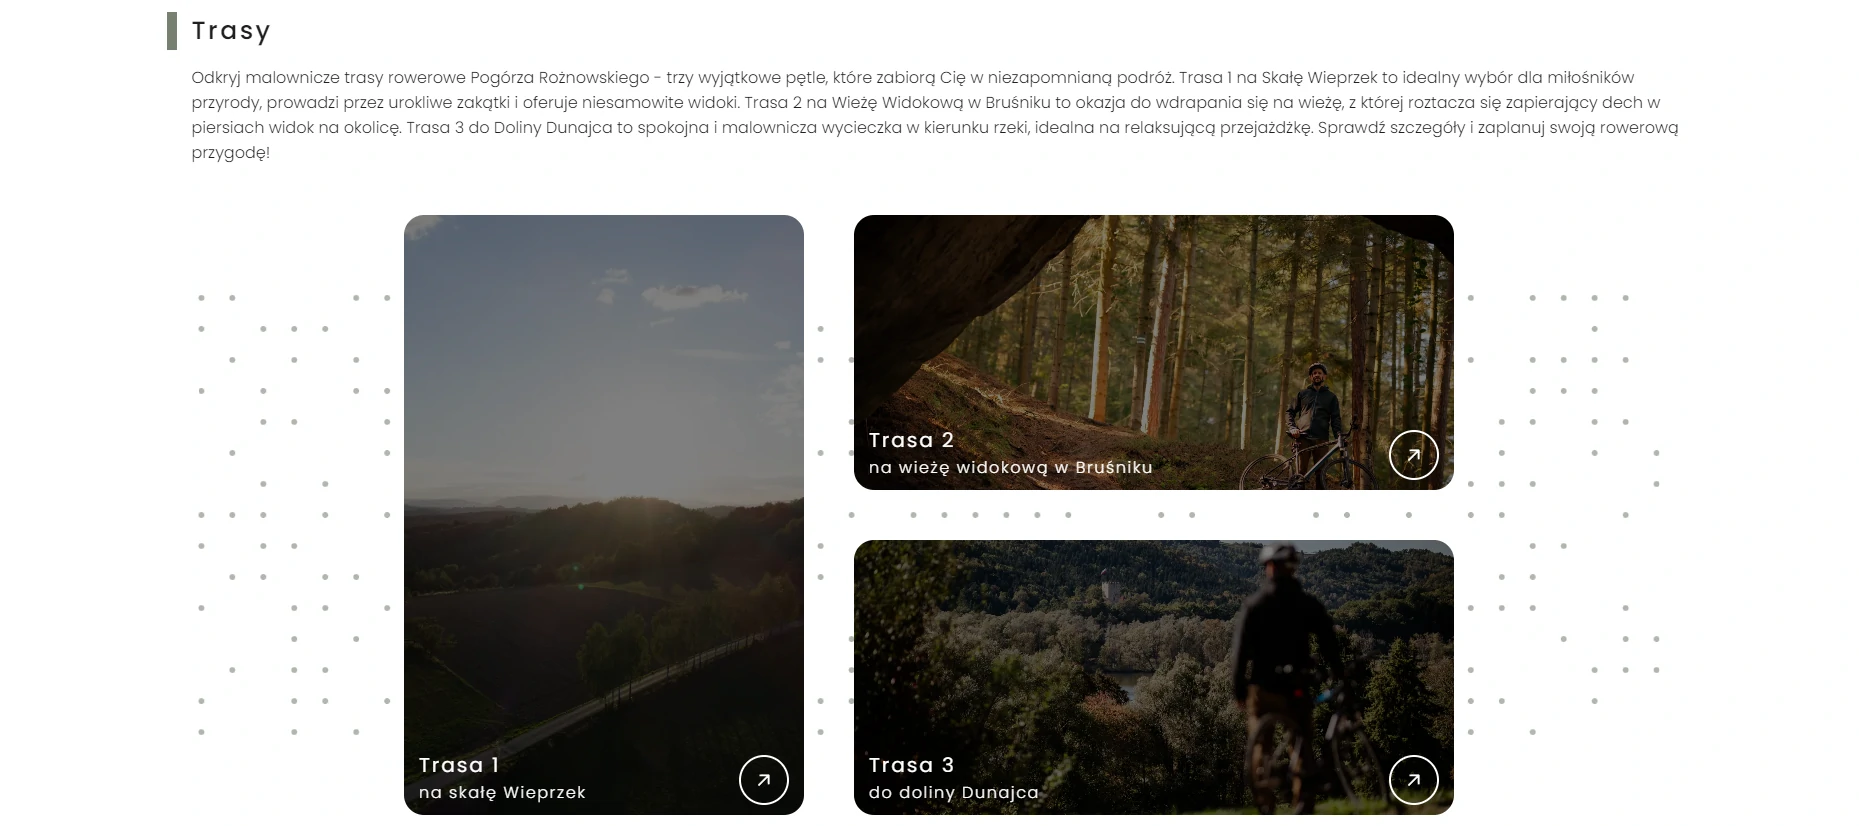 Trasy
Odkryj malownicze trasy rowerowe Pogórza Rożnowskiego - trzy wyjątkowe pętle, które zabiorą Cię w niezapomnianą podróż. Trasa 1 na Skałę Wieprzek to idealny wybór dla miłośników
przyrody, prowadzi przez urokliwe zakątki i oferuje niesamowite widoki. Trasa 2 na Wieżę Widokową w Bruśniku to okazja do wdrapania się na wieżę, z której roztacza się zapierający dech w
piersiach widok na okolicę. Trasa 3 do Doliny Dunajca to spokojna i malownicza wycieczka w kierunku rzeki, idealna na relaksującą przejażdżkę. Sprawdź szczegóły i zaplanuj swoją rowerową
przygodę!
Trasa 1
na skałę Wieprzek
Trasa 2
na wieżę widokową w Bruśniku
Trasa 3
do doliny Dunajca